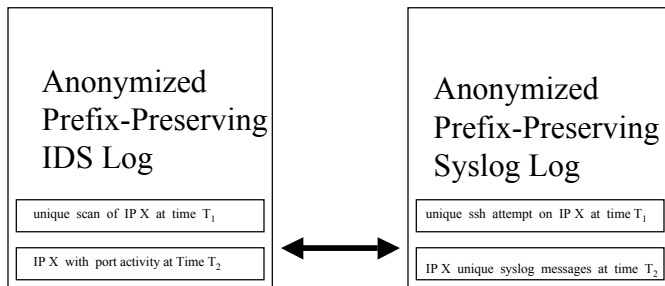 Anonymized
Prefix-Preserving
IDS Log
unique scan of IP X at time T₁
IP X with port activity at Time T₂
Anonymized
Prefix-Preserving
Syslog Log
unique ssh attempt on IP X at time T₁
IP X unique syslog messages at time T₂